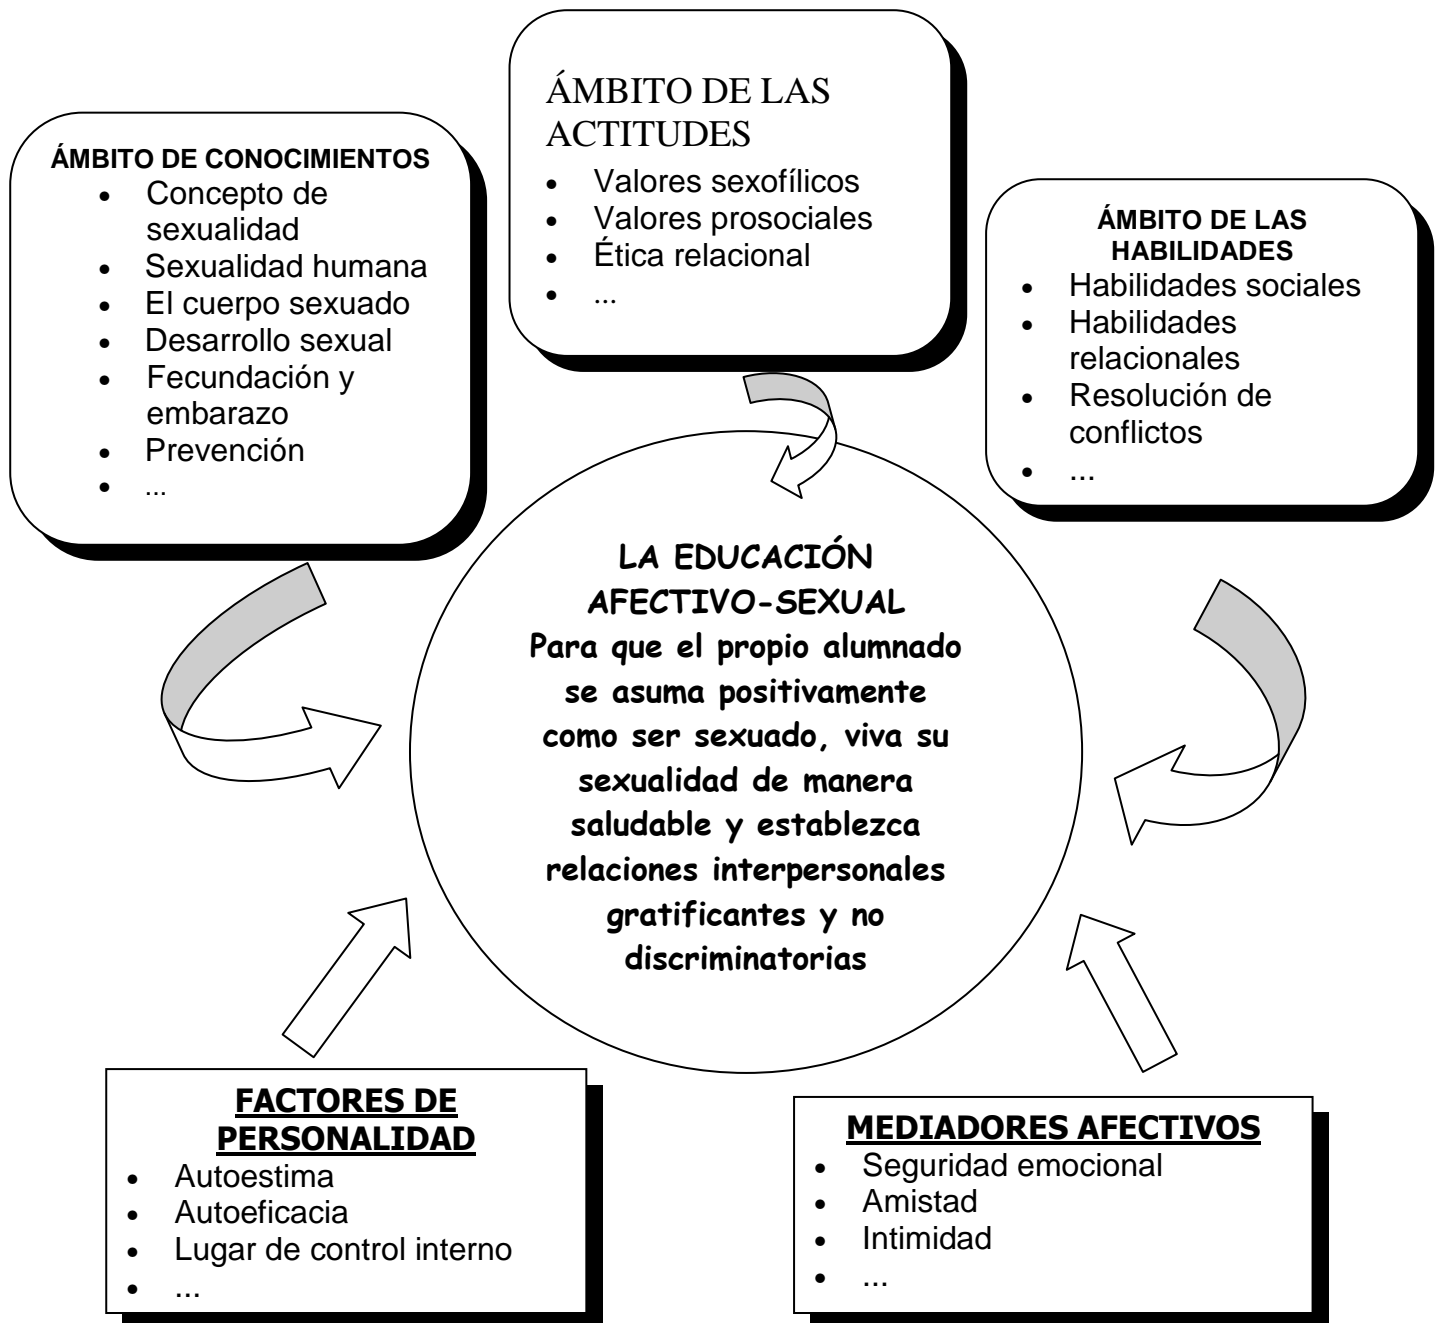 ÁMBITO DE LAS
ACTITUDES
• Valores sexofílicos
• Valores prosociales
• Ética relacional
• ...
ÁMBITO DE CONOCIMIENTOS
• Concepto de
sexualidad
• Sexualidad humana
• El cuerpo sexuado
• Desarrollo sexual
• Fecundación y
embarazo
• Prevención
• ...
ÁMBITO DE LAS
HABILIDADES
• Habilidades sociales
• Habilidades
relacionales
• Resolución de
conflictos
• ...
LA EDUCACIÓN
AFECTIVO-SEXUAL
Para que el propio alumnado
se asuma positivamente
como ser sexuado, viva su
sexualidad de manera
saludable y establezca
relaciones interpersonales
gratificantes y no
discriminatorias
FACTORES DE
PERSONALIDAD
• Autoestima
• Autoeficacia
• Lugar de control interno
• ...
MEDIADORES AFECTIVOS
• Seguridad emocional
• Amistad
• Intimidad
• ...